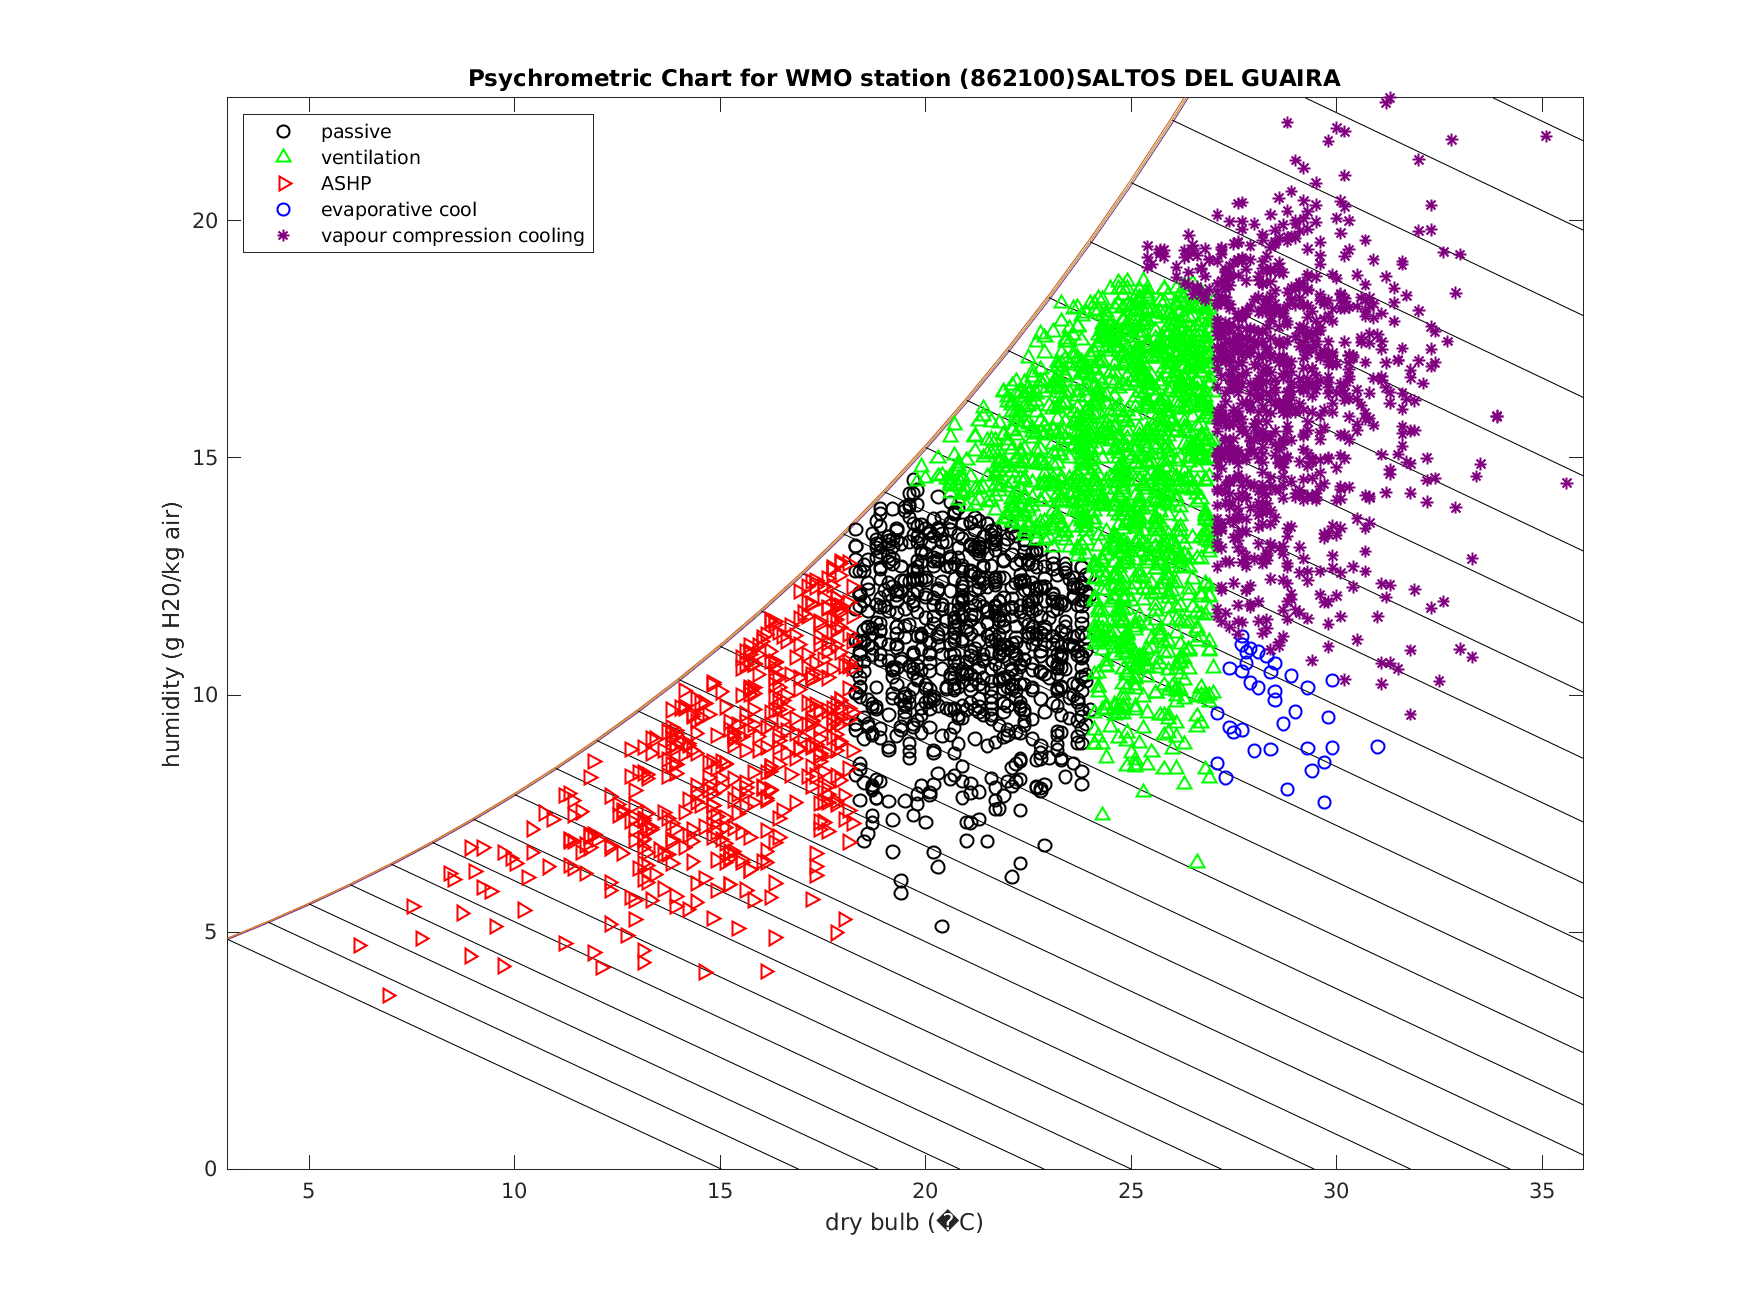 Psychrometric Chart for WMO station (862100)SALTOS DEL GUAIRA
passive
ventilation
ASHP
evaporative cool
vapour compression cooling
humidity (g H20/kg air)
20
15
10
5
0
5 10 15 20 25 30 35
dry bulb (�C)